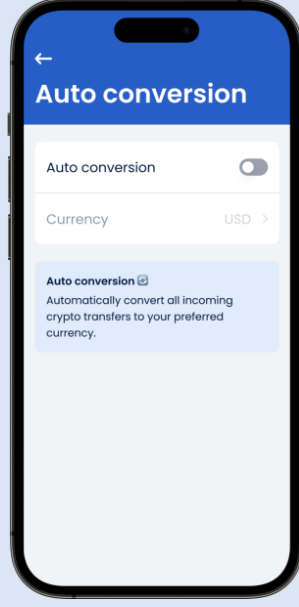 Auto conversion
Auto conversion
Currency USD
Auto conversion
Automatically convert all incoming
crypto transfers to your preferred
currency.